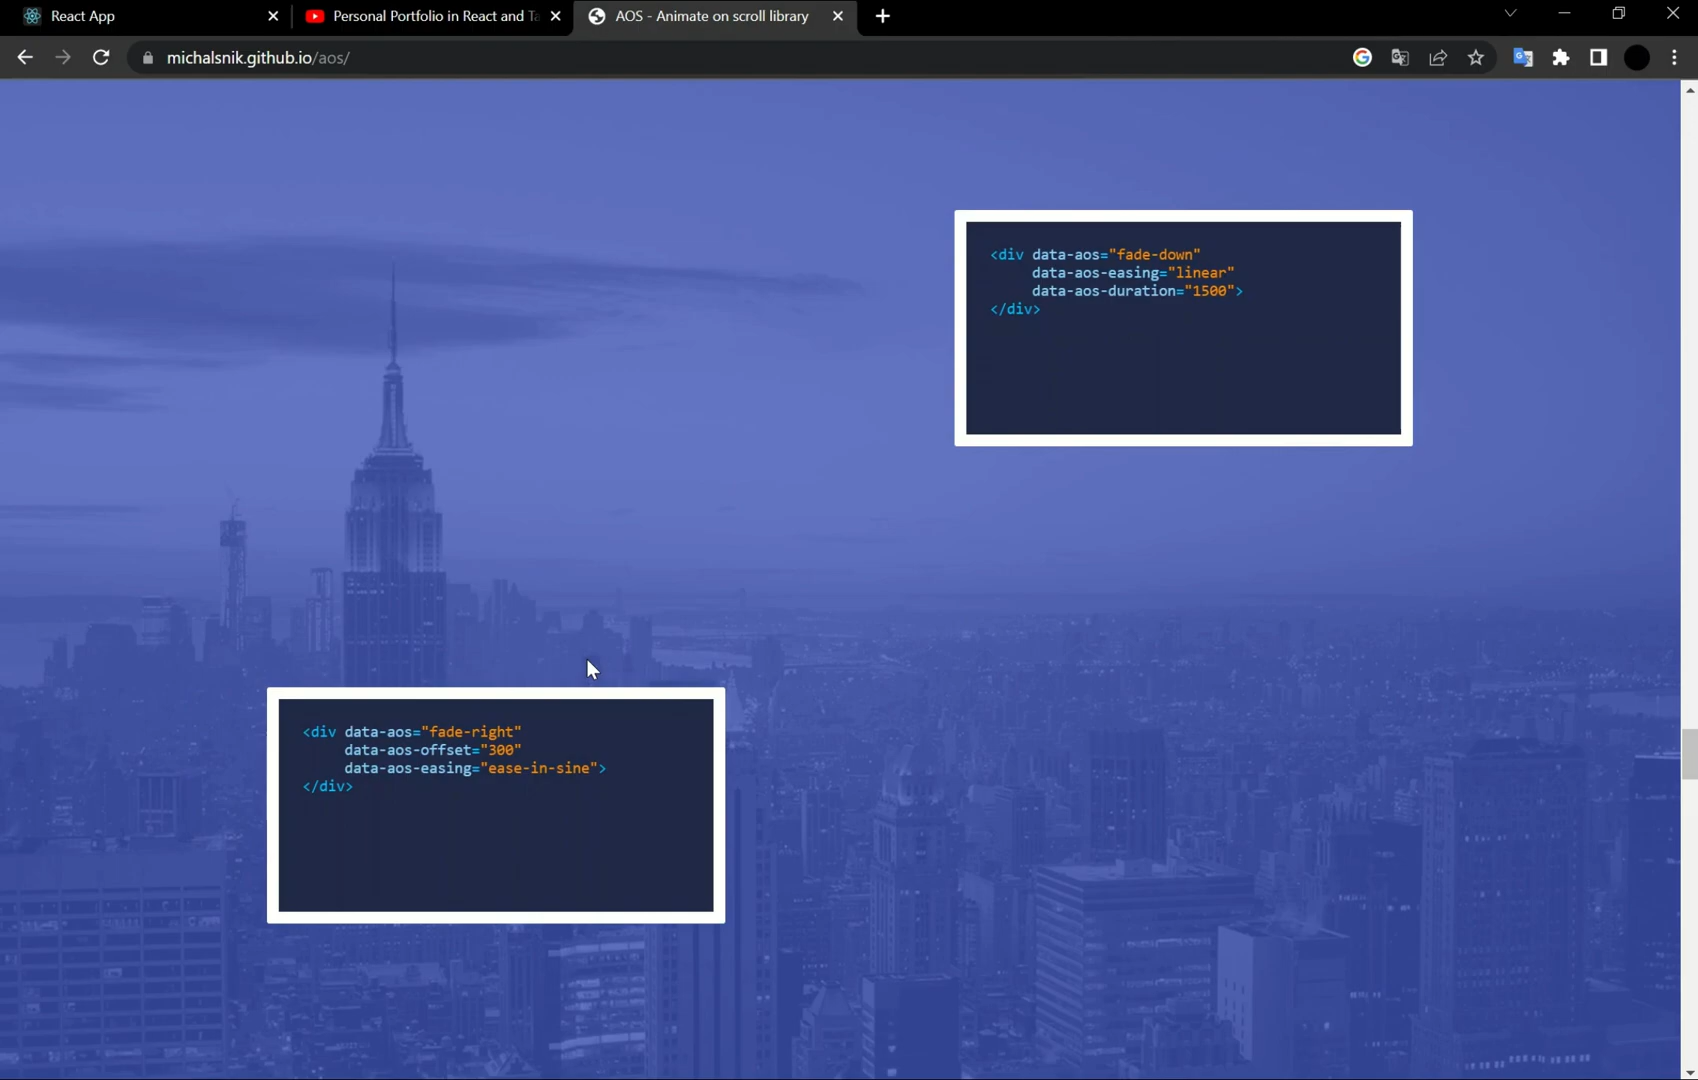 React App
Personal Portfolio in React and Ta
AOS - Animate on scroll library
michalsnik.github.io/aos/
<div data-aos="fade-down"
data-aos-easing="linear"
data-aos-duration="1500">
</div>
<div data-aos="fade-right"
data-aos-offset="300"
data-aos-easing="ease-in-sine">
</div>